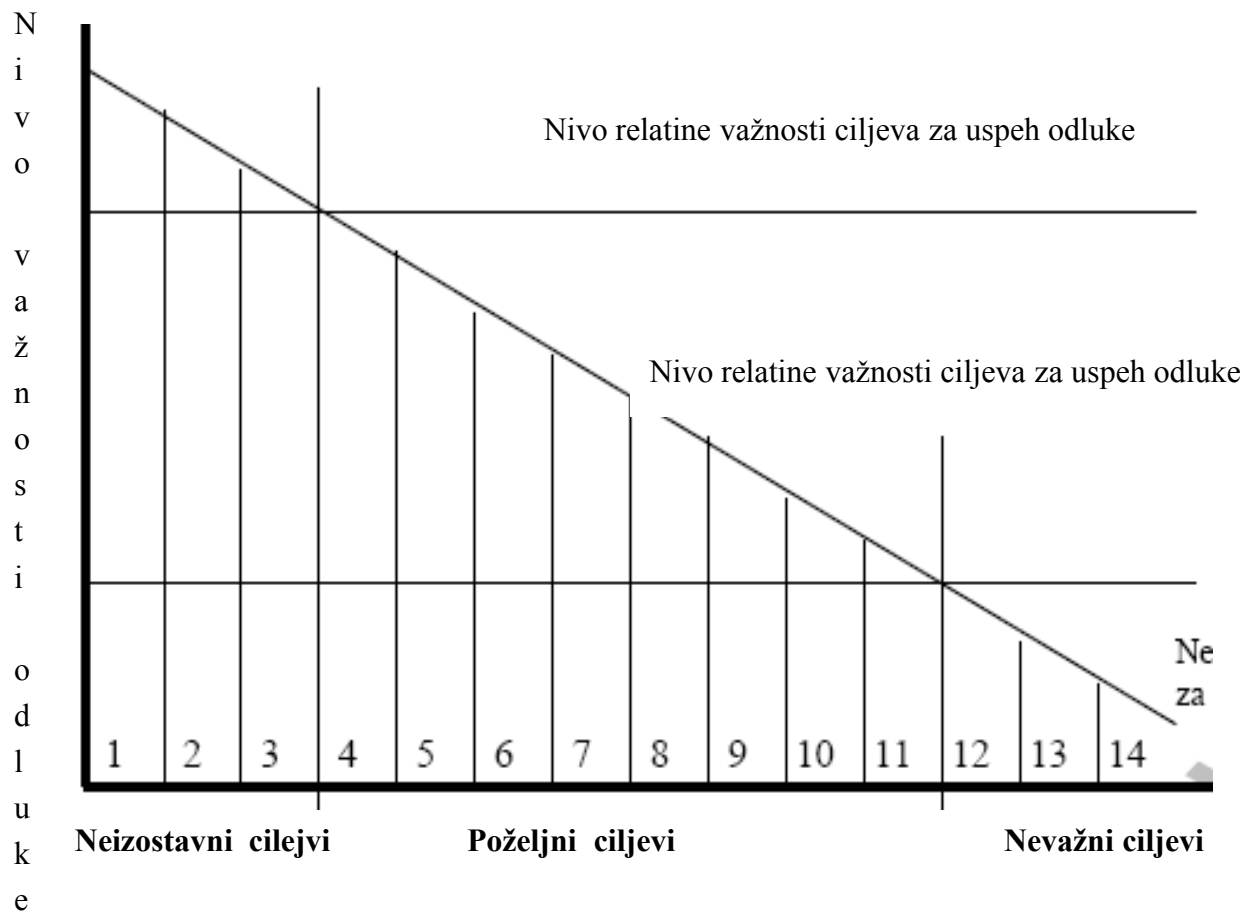 Nivo važnosti odluke
Nivo relatine važnosti ciljeva za uspeh odluke
Nivo relatine važnosti ciljeva za uspeh odluke
Ne
za
1 2 3 4 5 6 7 8 9 10 11 12 13 14
Neizostavni cilejvi Poželjni ciljevi Nevažni ciljevi